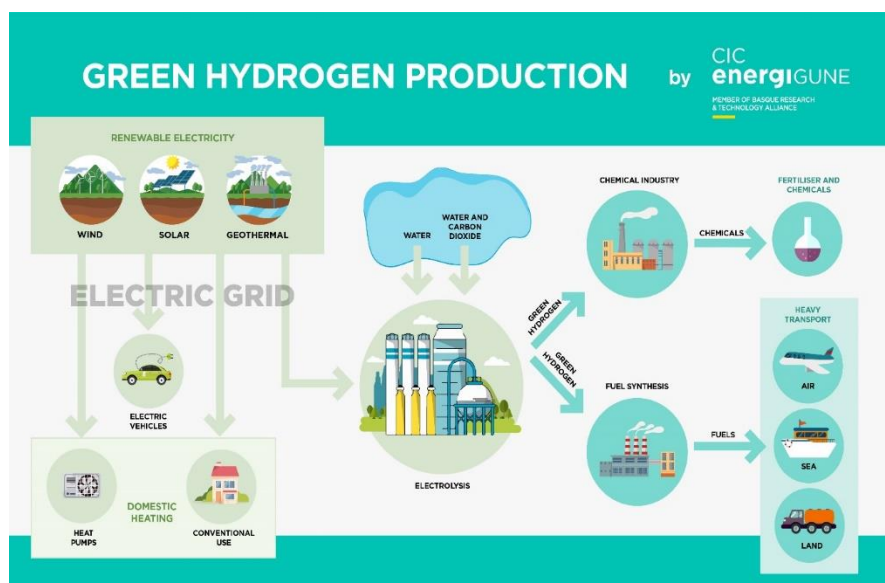 GREEN HYDROGEN PRODUCTION
by
CIC
energiGUNE
MEMBER OF BASQUE RESEARCH
& TECHNOLOGY ALLIANCE
RENEWABLE ELECTRICITY
WIND
SOLAR
GEOTHERMAL
ELECTRIC GRID
ELECTRIC
VEHICLES
HEAT
PUMPS
DOMESTIC
HEATING
CONVENTIONAL
USE
WATER
WATER AND
CARBON
DIOXIDE
ELECTROLYSIS
GREEN
HYDROGEN
GREEN
HYDROGEN
CHEMICAL INDUSTRY
CHEMICALS
FERTILISER AND
CHEMICALS
FUEL SYNTHESIS
FUELS
HEAVY
TRANSPORT
AIR
SEA
LAND